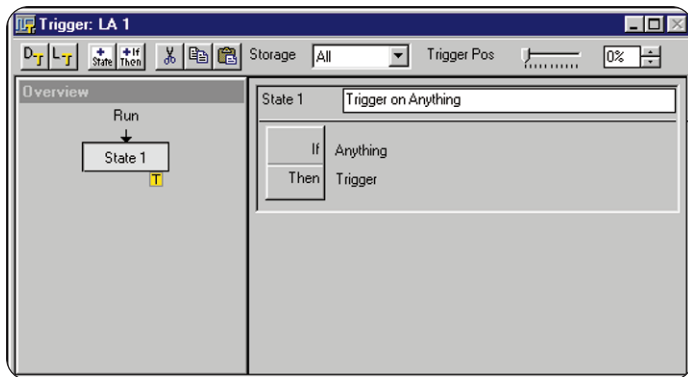 Trigger: LA 1
D T L T + State + If Then Storage All Trigger Pos 0%
Overview
Run
State 1
T
State 1 Trigger on Anything
If Anything
Then Trigger